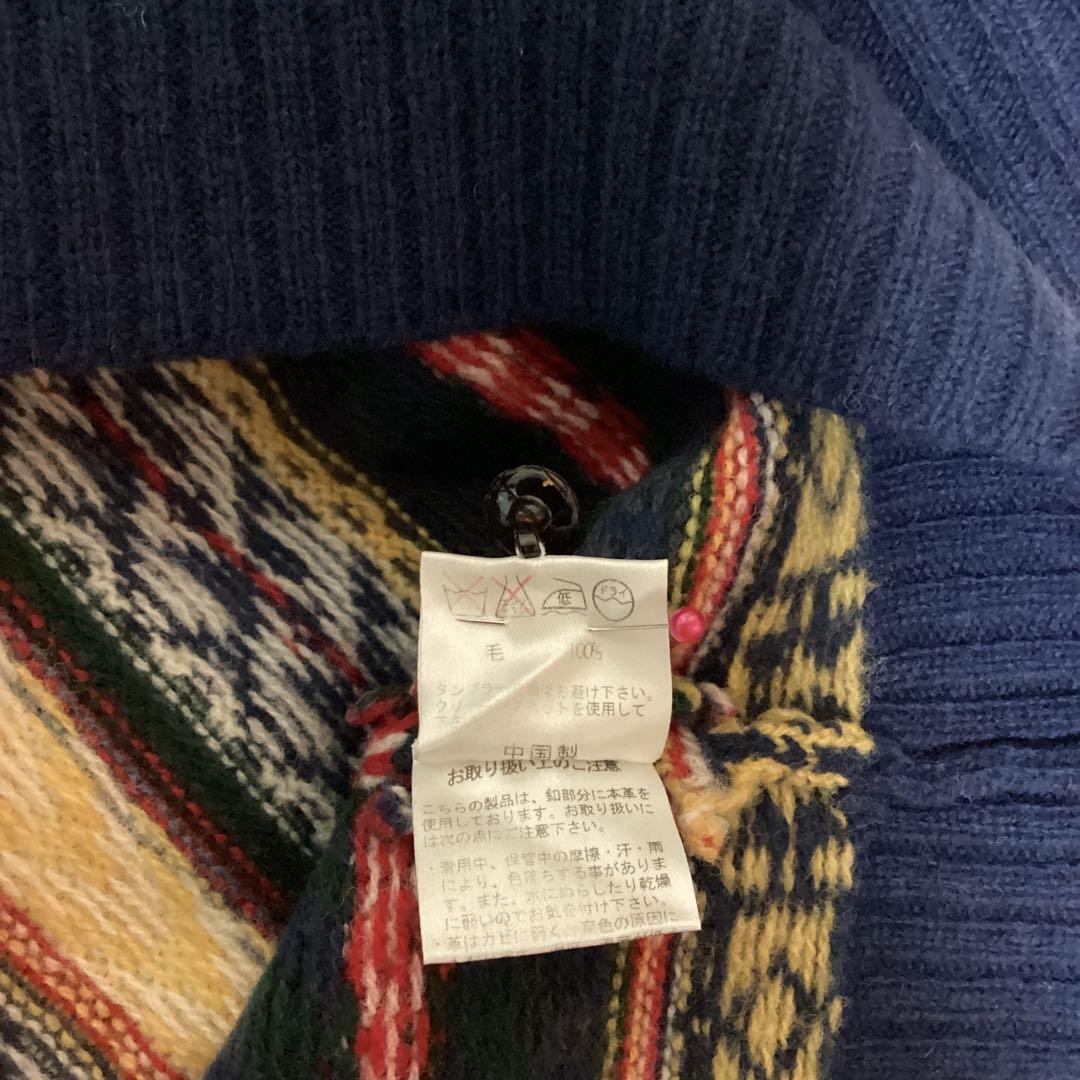 低 ドライ
毛 100%
タンブラー お避け下さい。
クリ ネットを使用して
下さ
中国製
お取り扱い上のご注意
こちらの製品は、釦部分に本革を
使用しております。お取り扱いに
は次の点にご注意下さい。
・着用中、保管中の摩擦・汗・雨
により、色落ちする事がありま
す。また、水にぬらしたり乾燥
に弱いのでお気を付け下さい。
・革はカビに弱く、変色の原因に